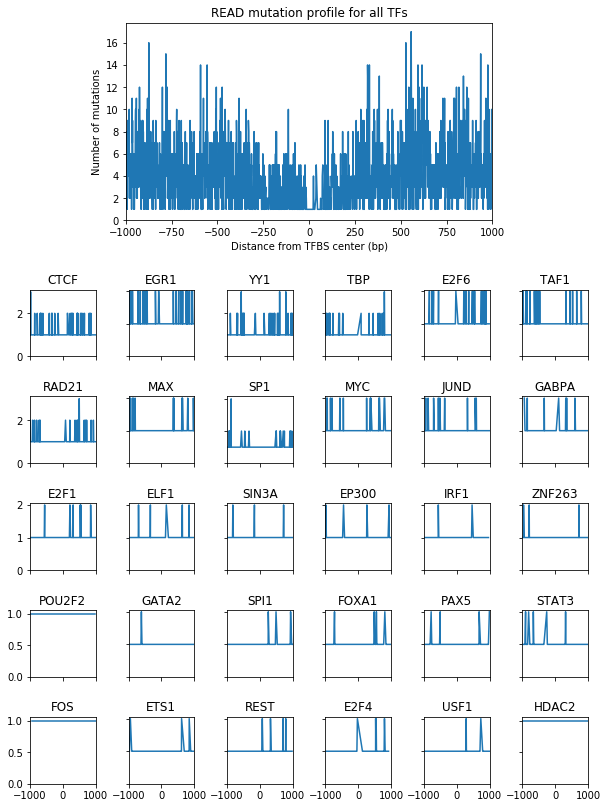 READ mutation profile for all TFs
16
14
12
10
8
6
4
2
0
Number of mutations
−1000 −750 −500 −250 0 250 500 750 1000
Distance from TFBS center (bp)
CTCF EGR1 YY1 TBP E2F6 TAF1
2
0
RAD21 MAX SP1 MYC JUND GABPA
2
0
E2F1 ELF1 SIN3A EP300 IRF1 ZNF263
2
1
0
POU2F2 GATA2 SPI1 FOXA1 PAX5 STAT3
1.0
0.5
0.0
FOS ETS1 REST E2F4 USF1 HDAC2
1.0
0.5
0.0
−1000 0 1000 −1000 0 1000 −1000 0 1000 −1000 0 1000 −1000 0 1000 −1000 0 1000